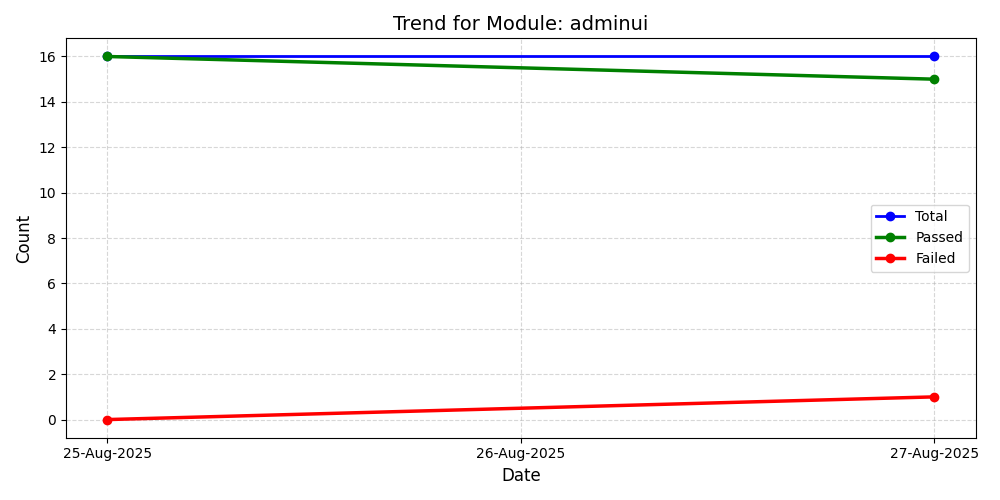 Trend for Module: adminui
Count
16
14
12
10
8
6
4
2
0
Total
Passed
Failed
25-Aug-2025 26-Aug-2025 27-Aug-2025
Date